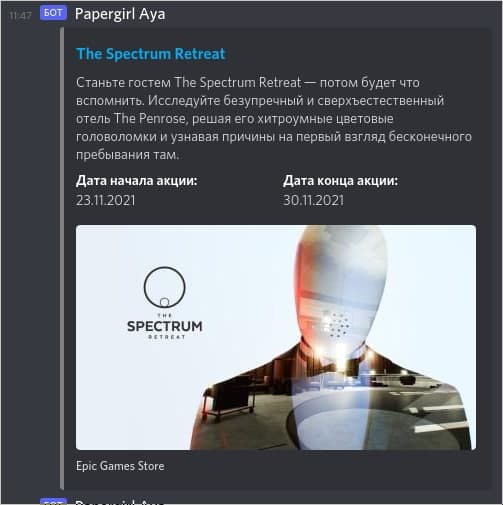 11:47 БОТ Papergirl Aya
The Spectrum Retreat
Станьте гостем The Spectrum Retreat — потом будет что
вспомнить. Исследуйте безупречный и сверхъестественный
отель The Penrose, решая его хитроумные цветовые
головоломки и узнавая причины на первый взгляд бесконечного
пребывания там.
Дата начала акции: Дата конца акции:
23.11.2021 30.11.2021
THE
SPECTRUM
RETREAT
Epic Games Store
БОТ Papergirl Aya